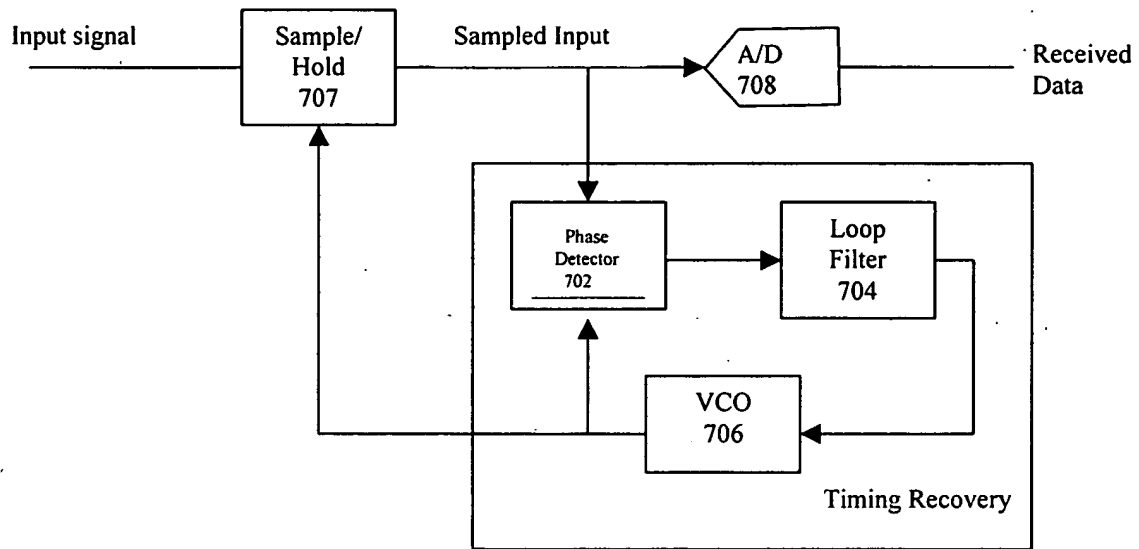 Input signal
Sample/
Hold
707
Sampled Input
A/D
708
Received
Data
Phase
Detector
702
Loop
Filter
704
VCO
706
Timing Recovery